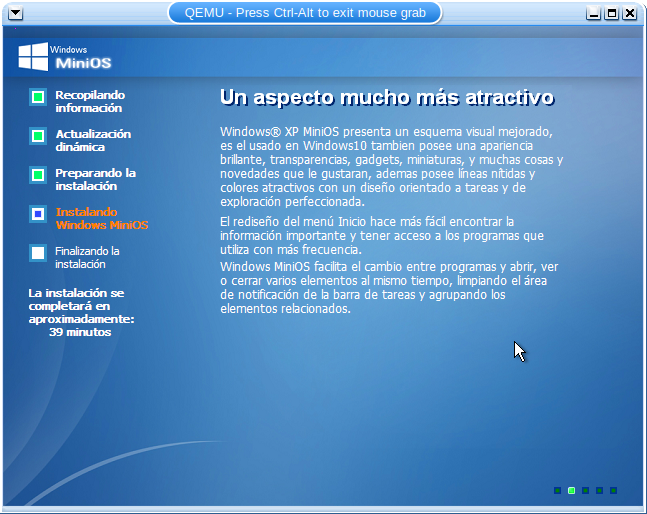 QEMU - Press Ctrl-Alt to exit mouse grab
Windows
MiniOS
Recopilando
información
Actualización
dinámica
Preparando la
instalación
Instalando
Windows MiniOS
Finalizando la
instalación
La instalación se
completará en
aproximadamente:
39 minutos
Un aspecto mucho más atractivo
Windows® XP MiniOS presenta un esquema visual mejorado,
es el usado en Windows10 tambien posee una apariencia
brillante, transparencias, gadgets, miniaturas, y muchas cosas y
novedades que le gustaran, ademas posee líneas nítidas y
colores atractivos con un diseño orientado a tareas y de
exploración perfeccionada.
El rediseño del menú Inicio hace más fácil encontrar la
información importante y tener acceso a los programas que
utiliza con más frecuencia.
Windows MiniOS facilita el cambio entre programas y abrir, ver
o cerrar varios elementos al mismo tiempo, limpiando el área
de notificación de la barra de tareas y agrupando los
elementos relacionados.